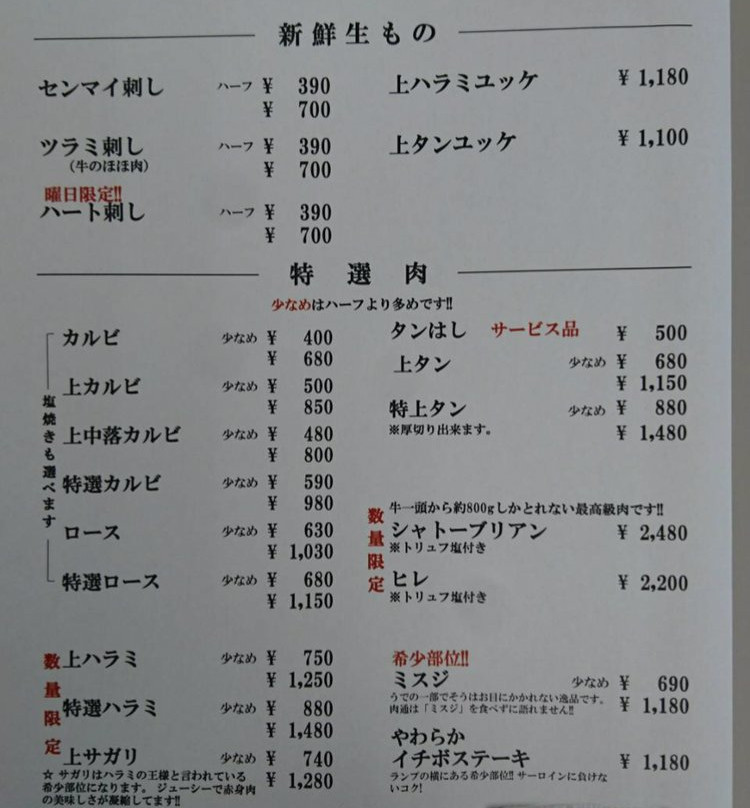 新鮮生もの
センマイ刺し ハーフ ¥ 390
¥ 700
ツラミ刺し ハーフ ¥ 390
(牛のほほ肉) ¥ 700
曜日限定!!
ハート刺し ハーフ ¥ 390
¥ 700
上ハラミユッケ ¥ 1,180
上タンユッケ ¥ 1,100
特選肉
少なめはハーフより多めです!!
塩焼きも選べます
カルビ 少なめ ¥ 400
¥ 680
上カルビ 少なめ ¥ 500
¥ 850
上中落カルビ 少なめ ¥ 480
¥ 800
特選カルビ 少なめ ¥ 590
¥ 980
ロース 少なめ ¥ 630
¥ 1,030
特選ロース 少なめ ¥ 680
¥ 1,150
数量限定
上ハラミ 少なめ ¥ 750
¥ 1,250
特選ハラミ 少なめ ¥ 880
¥ 1,480
上サガリ 少なめ ¥ 740
¥ 1,280
☆ サガリはハラミの王様と言われている
希少部位になります。 ジューシーで赤身肉
の美味しさが凝縮してます!!
タンはし サービス品 ¥ 500
上タン 少なめ ¥ 680
¥ 1,150
特上タン 少なめ ¥ 880
※厚切り出来ます。 ¥ 1,480
数量限定
牛一頭から約800gしかとれない最高級肉です!!
シャトーブリアン ¥ 2,480
※トリュフ塩付き
ヒレ ¥ 2,200
※トリュフ塩付き
希少部位!!
ミスジ 少なめ ¥ 690
うでの一部でそうはお目にかかれない逸品です。
肉通は「ミスジ」を食べずに語れません!! ¥ 1,180
やわらか
イチボステーキ ¥ 1,180
ランプの横にある希少部位!! サーロインに負けな
いコク!